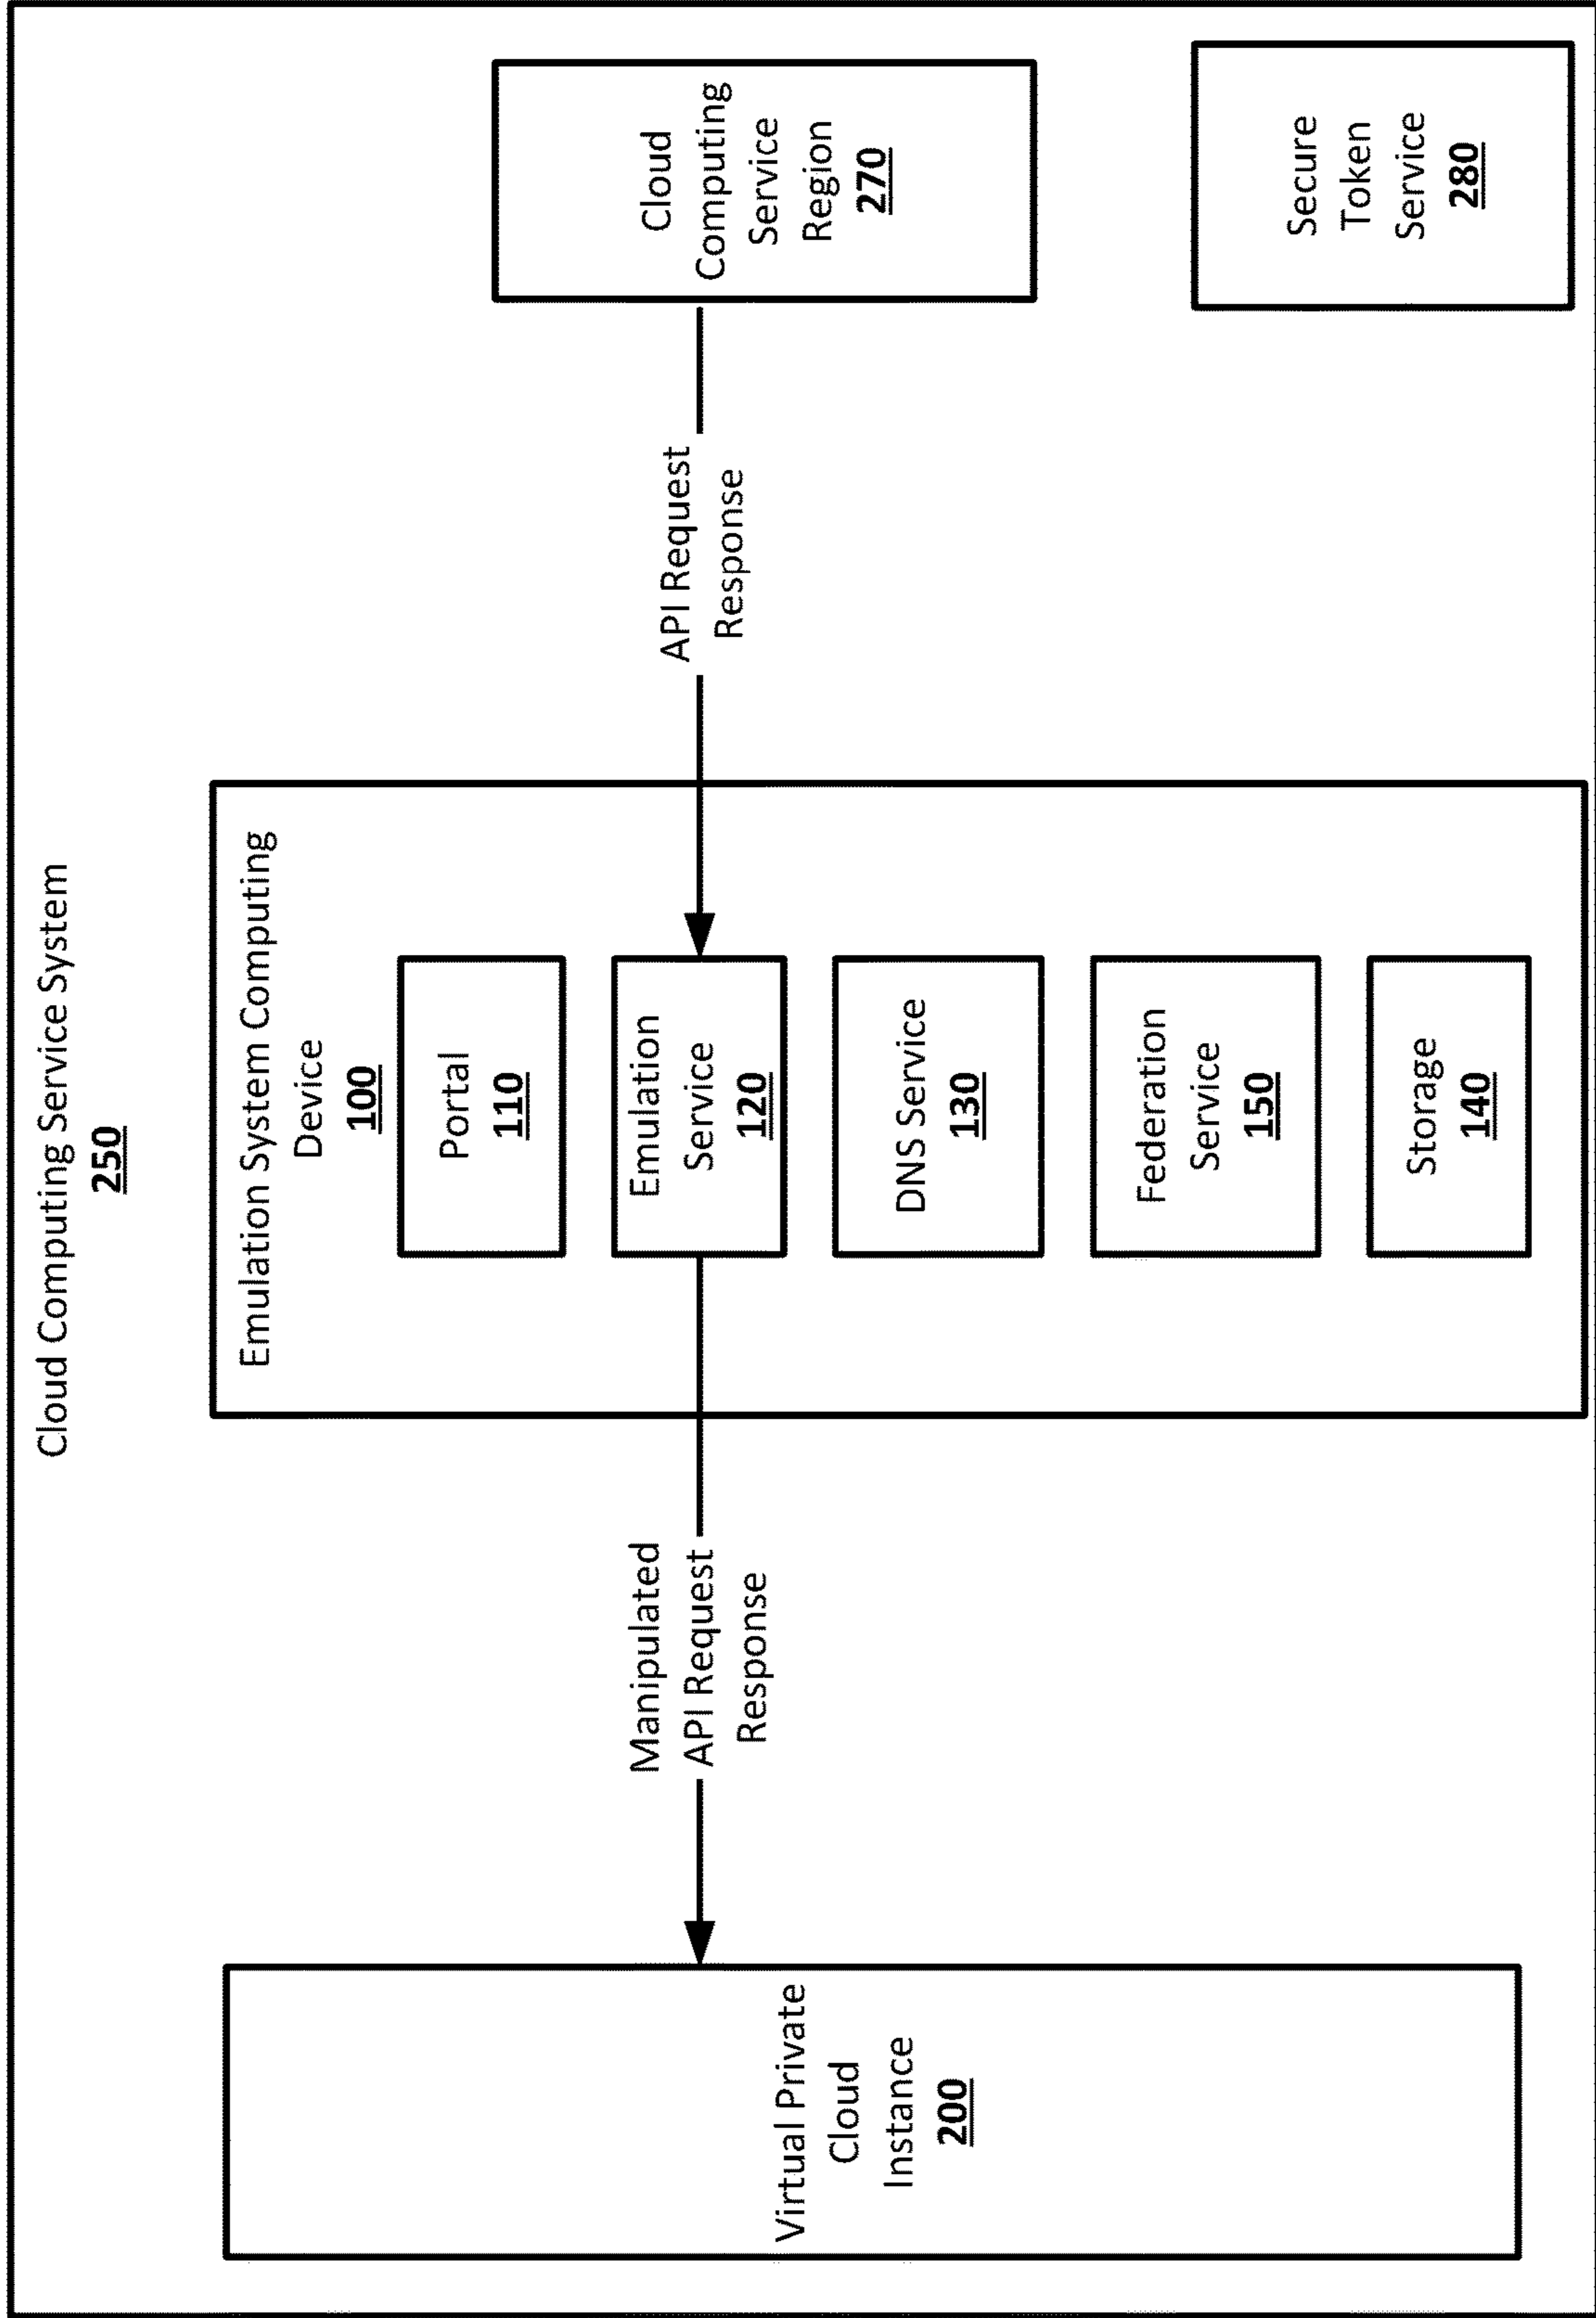 Cloud Computing Service System
250
Virtual Private
Cloud
Instance
200
Manipulated
API Request
Response
Emulation System Computing
Device
100
Portal
110
Emulation
Service
120
DNS Service
130
Federation
Service
150
Storage
140
API Request
Response
Cloud
Computing
Service
Region
270
Secure
Token
Service
280